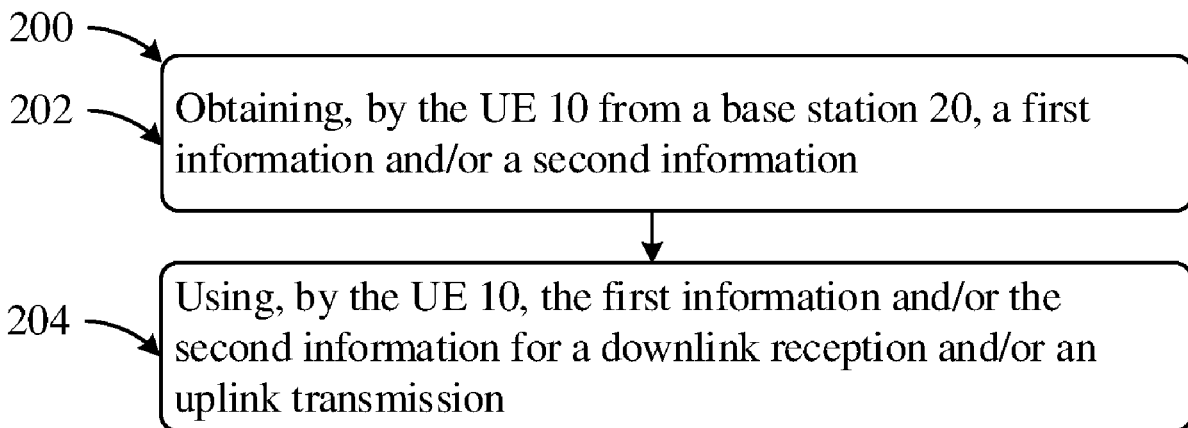 200
202
Obtaining, by the UE 10 from a base station 20, a first
information and/or a second information
204
Using, by the UE 10, the first information and/or the
second information for a downlink reception and/or an
uplink transmission